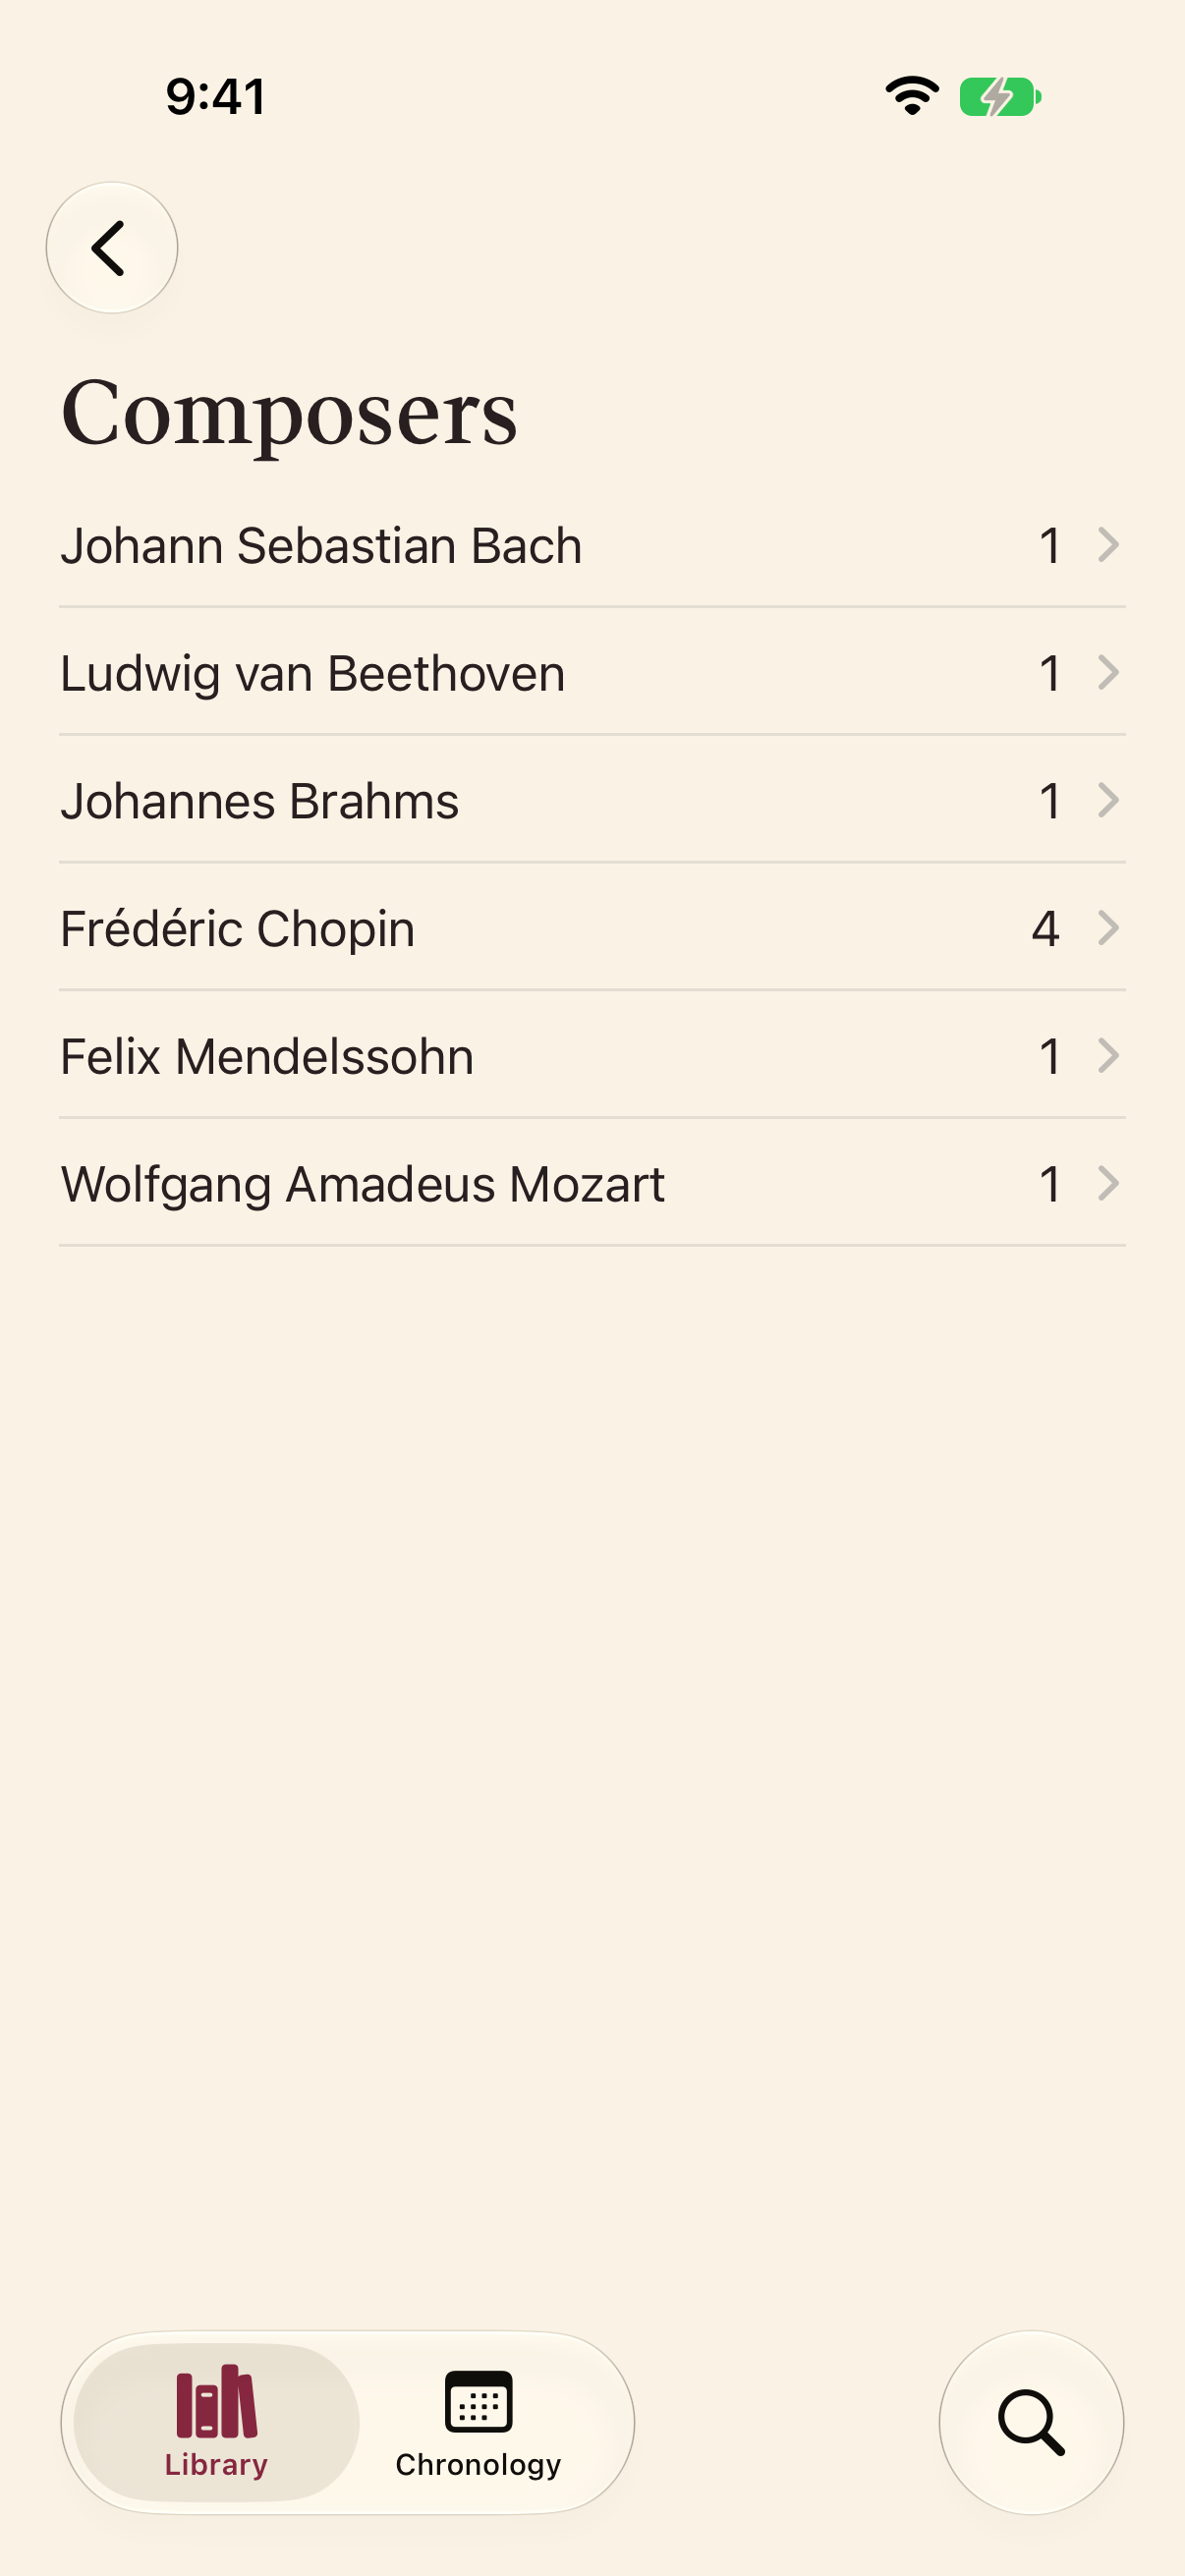 9:41
Composers
Johann Sebastian Bach 1
Ludwig van Beethoven 1
Johannes Brahms 1
Frédéric Chopin 4
Felix Mendelssohn 1
Wolfgang Amadeus Mozart 1
Library Chronology